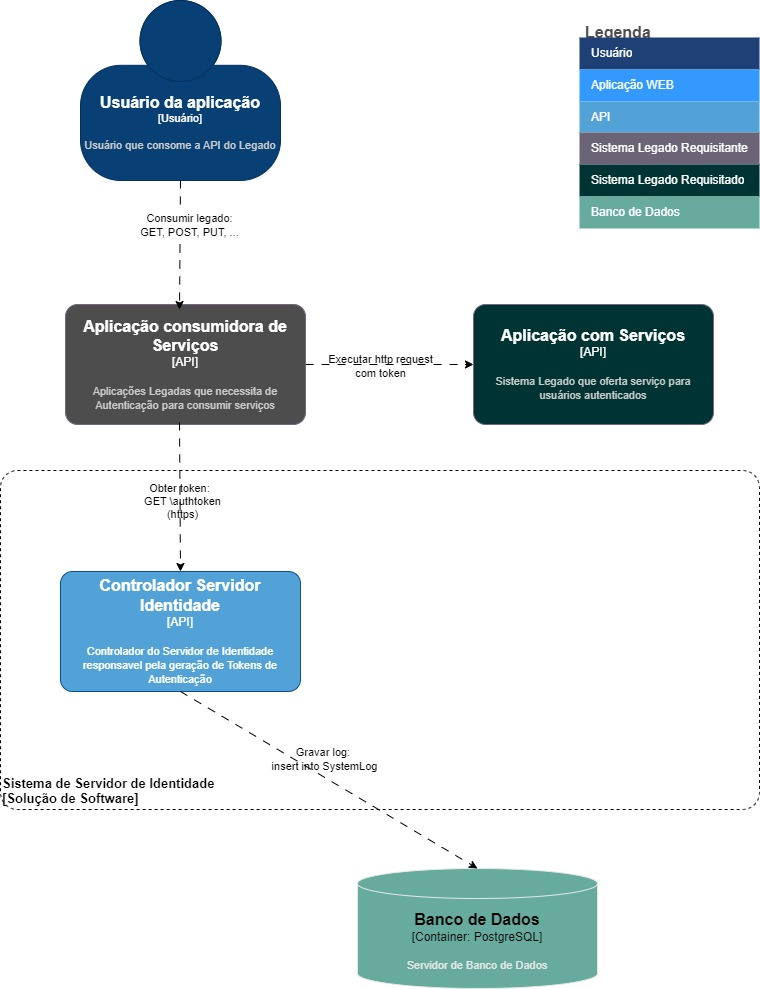 Legenda
Usuário
Aplicação WEB
API
Sistema Legado Requisitante
Sistema Legado Requisitado
Banco de Dados
Usuário da aplicação
[Usuário]
Usuário que consome a API do Legado
Consumir legado:
GET, POST, PUT, ...
Aplicação consumidora de
Serviços
[API]
Aplicações Legadas que necessita de
Autenticação para consumir serviços
Executar http request
com token
Aplicação com Serviços
[API]
Sistema Legado que oferta serviço para
usuários autenticados
Obter token:
GET \authtoken
(https)
Controlador Servidor
Identidade
[API]
Controlador do Servidor de Identidade
responsavel pela geração de Tokens de
Autenticação
Gravar log:
insert into SystemLog
Sistema de Servidor de Identidade
[Solução de Software]
Banco de Dados
[Container: PostgreSQL]
Servidor de Banco de Dados